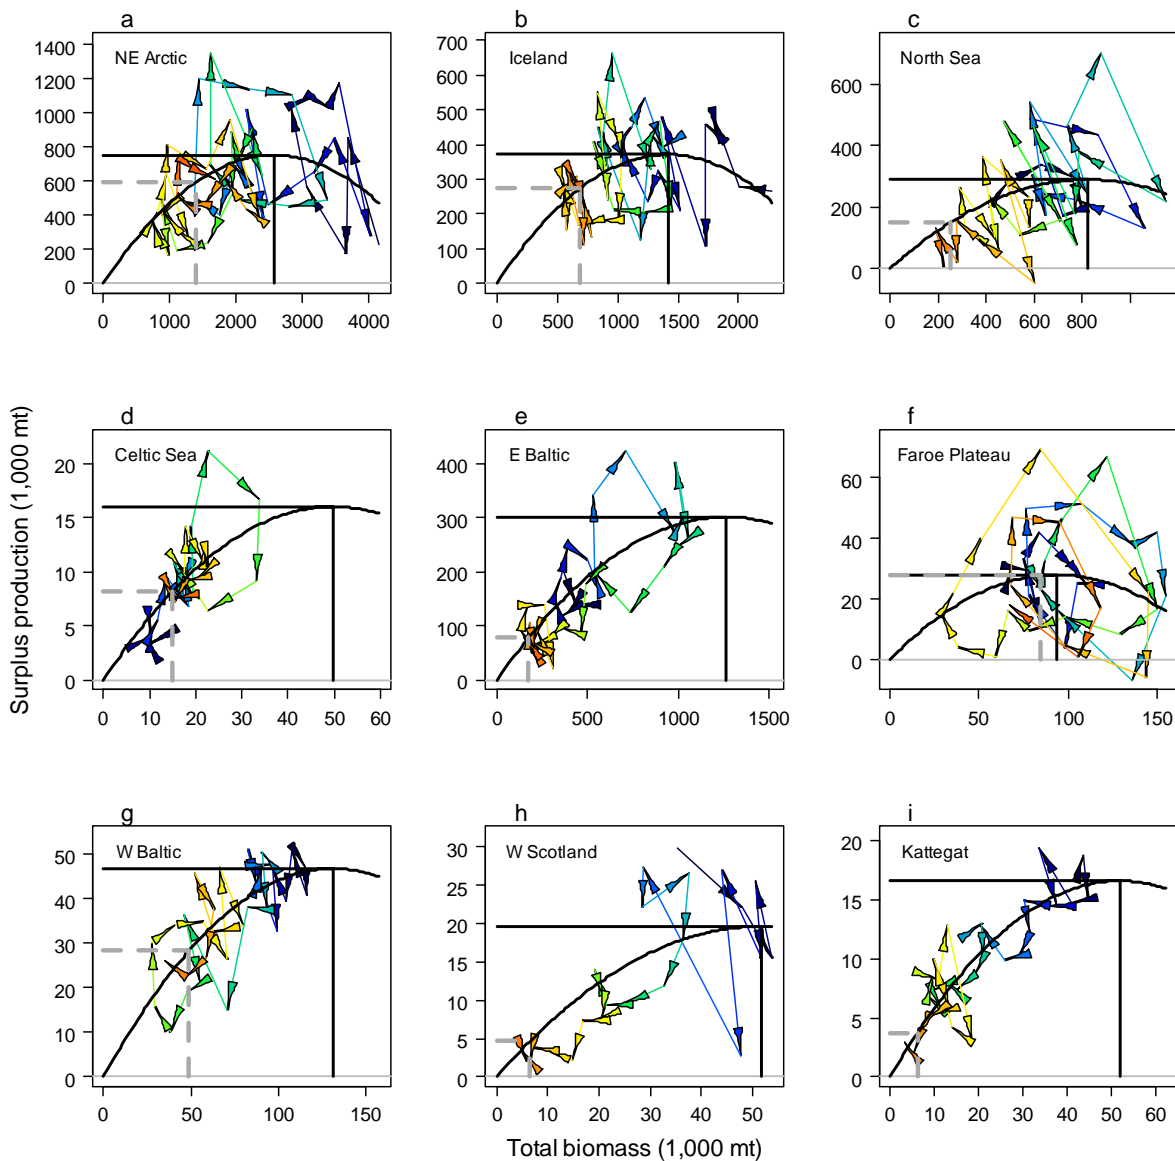 a
b
c
1400
1200
1000
800
600
400
200
0
NE Arctic
0 1000 2000 3000 4000
700
600
500
400
300
200
100
0
Iceland
0 500 1000 1500 2000
600
400
200
0
North Sea
0 200 400 600 800
Surplus production (1,000 mt)
d
e
f
20
15
10
5
0
Celtic Sea
0 10 20 30 40 50 60
400
300
200
100
0
E Baltic
0 500 1000 1500
60
40
20
0
Faroe Plateau
0 50 100 150
g
h
i
50
40
30
20
10
0
W Baltic
0 50 100 150
30
25
20
15
10
5
0
W Scotland
0 10 20 30 40 50
20
15
10
5
0
Kattegat
0 10 20 30 40 50 60
Total biomass (1,000 mt)